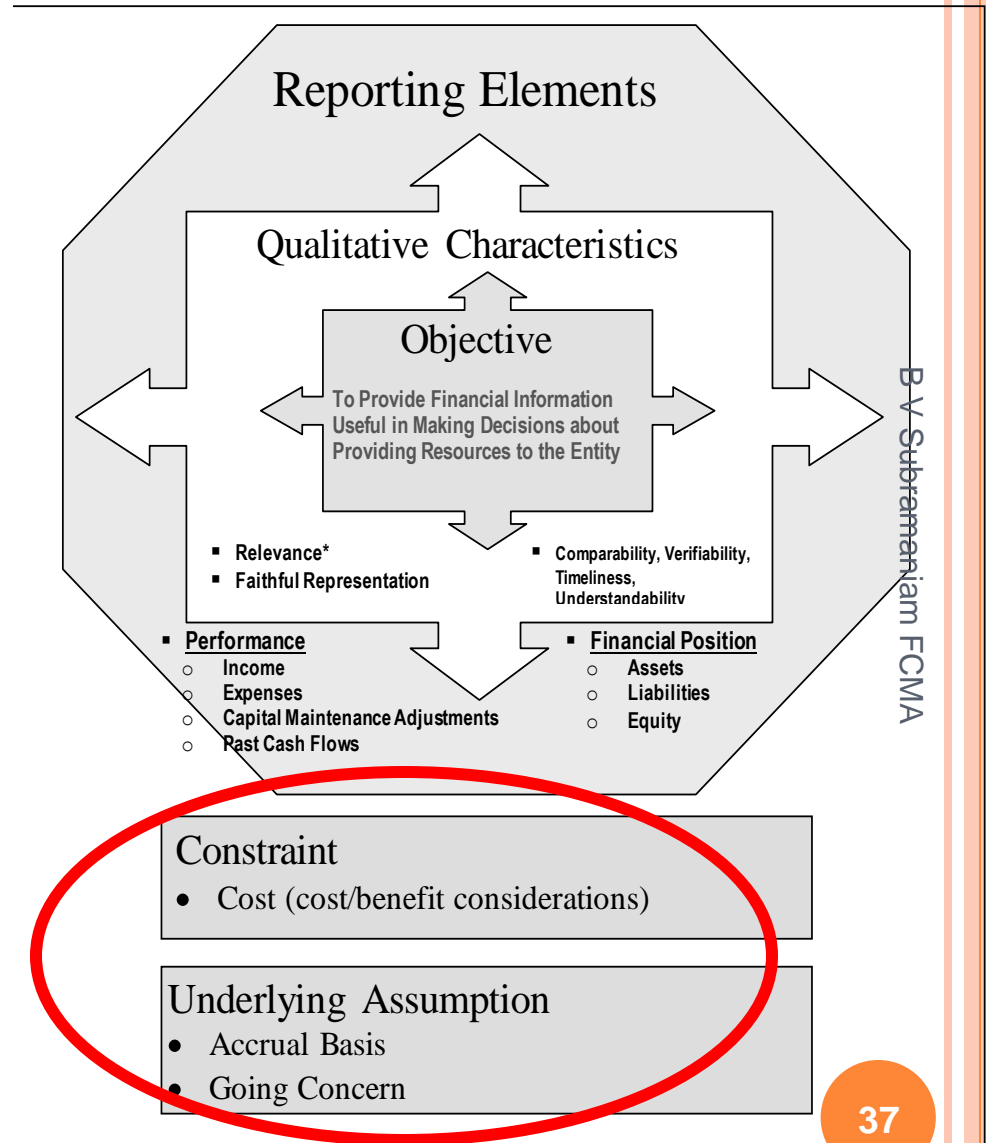 Reporting Elements
Qualitative Characteristics
Objective
To Provide Financial Information
Useful in Making Decisions about
Providing Resources to the Entity
▪ Relevance*
▪ Faithful Representation
▪ Comparability, Verifiability,
Timeliness,
Understandability
▪ Performance
o Income
o Expenses
o Capital Maintenance Adjustments
o Past Cash Flows
▪ Financial Position
o Assets
o Liabilities
o Equity
Constraint
• Cost (cost/benefit considerations)
Underlying Assumption
• Accrual Basis
• Going Concern
B V Subramaniam FCMA
37